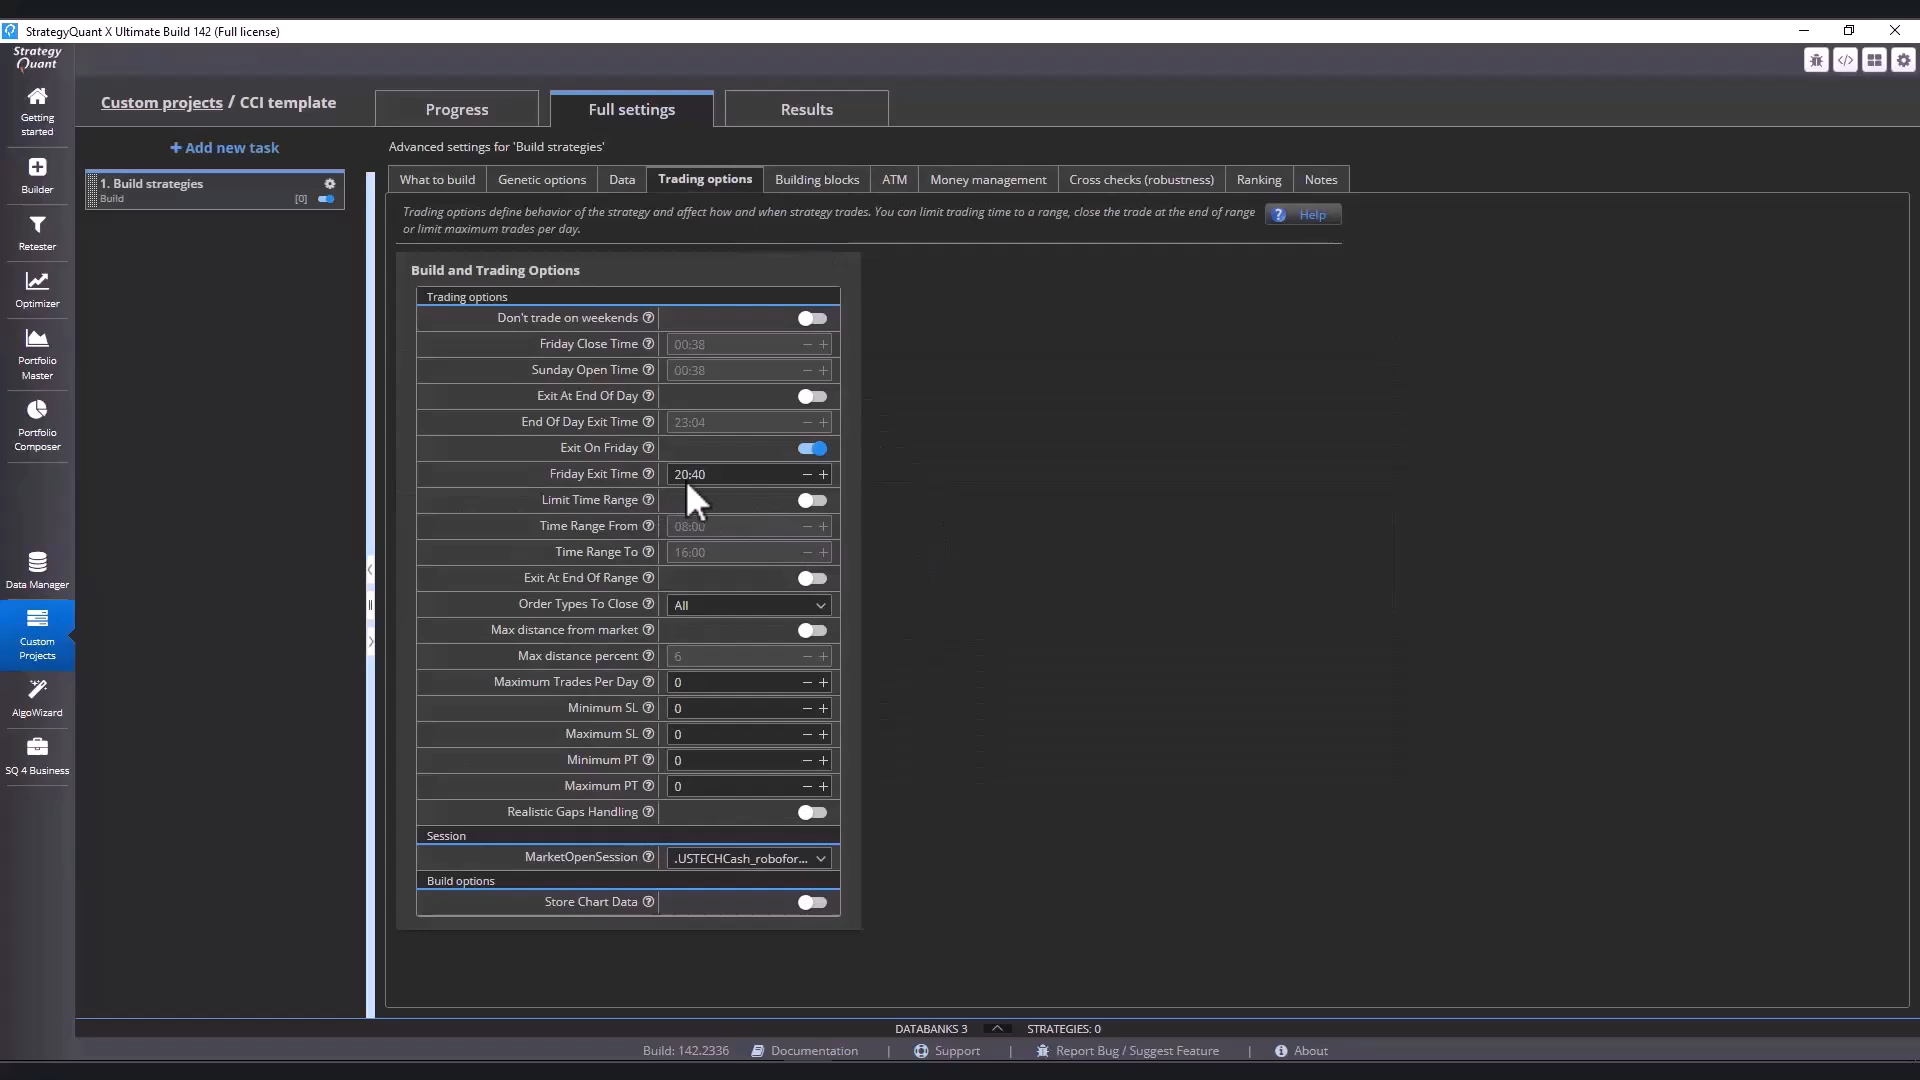 StrategyQuant X Ultimate Build 142 (Full license)
Strategy
Quant
Getting
started
Builder
Retester
Optimizer
Portfolio
Master
Portfolio
Composer
Data Manager
Custom
Projects
AlgoWizard
SQ 4 Business
Custom projects / CCI template
Progress
Full settings
Results
+ Add new task
1. Build strategies
Build
[0]
Advanced settings for 'Build strategies'
What to build
Genetic options
Data
Trading options
Building blocks
ATM
Money management
Cross checks (robustness)
Ranking
Notes
Trading options define behavior of the strategy and affect how and when strategy trades. You can limit trading time to a range, close the trade at the end of range
or limit maximum trades per day.
? Help
Build and Trading Options
Trading options
Don't trade on weekends ?
Friday Close Time ? 00:38 − +
Sunday Open Time ? 00:38 − +
Exit At End Of Day ?
End Of Day Exit Time ? 23:04 − +
Exit On Friday ?
Friday Exit Time ? 20:40 − +
Limit Time Range ?
Time Range From ? 08:00 − +
Time Range To ? 16:00 − +
Exit At End Of Range ?
Order Types To Close ? All
Max distance from market ?
Max distance percent ? 6 − +
Maximum Trades Per Day ? 0 − +
Minimum SL ? 0 − +
Maximum SL ? 0 − +
Minimum PT ? 0 − +
Maximum PT ? 0 − +
Realistic Gaps Handling ?
Session
MarketOpenSession ? .USTECHCash_robofor...
Build options
Store Chart Data ?
DATABANKS 3
STRATEGIES: 0
Build: 142.2336
Documentation
|
Support
|
Report Bug / Suggest Feature
|
About